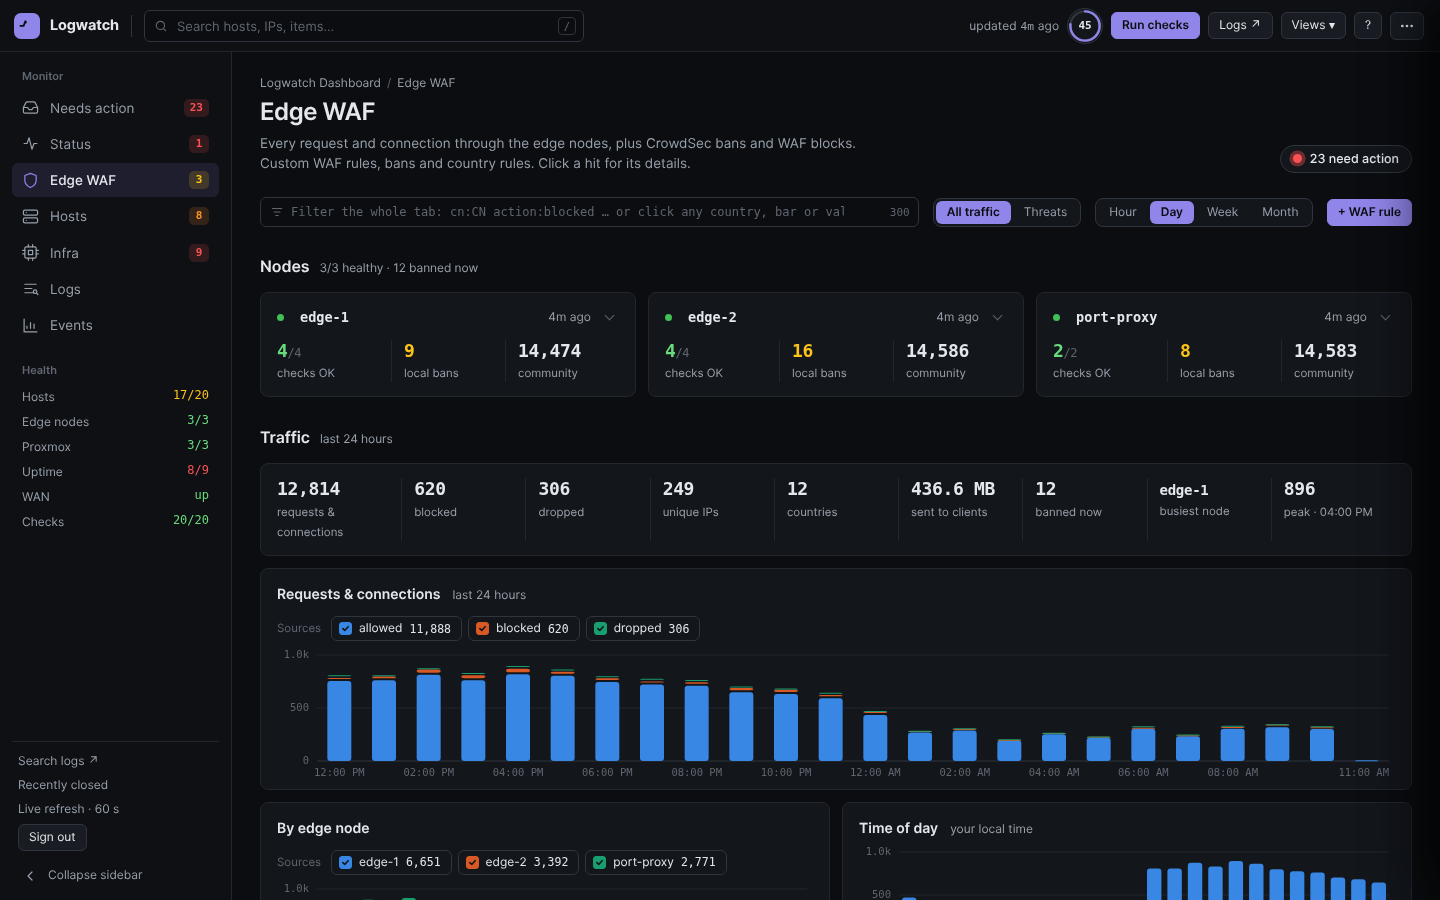 Logwatch
Search hosts, IPs, items...
/
updated 4m ago
45
Run checks
Logs ↗
Views ▾
?
Monitor
Needs action 23
Status 1
Edge WAF 3
Hosts 8
Infra 9
Logs
Events
Health
Hosts 17/20
Edge nodes 3/3
Proxmox 3/3
Uptime 8/9
WAN up
Checks 20/20
Search logs ↗
Recently closed
Live refresh · 60 s
Sign out
Collapse sidebar
Logwatch Dashboard / Edge WAF
Edge WAF
Every request and connection through the edge nodes, plus CrowdSec bans and WAF blocks.
Custom WAF rules, bans and country rules. Click a hit for its details.
23 need action
Filter the whole tab: cn:CN action:blocked … or click any country, bar or val 300
All traffic Threats
Hour Day Week Month
+ WAF rule
Nodes 3/3 healthy · 12 banned now
edge-1 4m ago
4/4 9 14,474
checks OK local bans community
edge-2 4m ago
4/4 16 14,586
checks OK local bans community
port-proxy 4m ago
2/2 8 14,583
checks OK local bans community
Traffic last 24 hours
12,814 620 306 249 12 436.6 MB 12 edge-1 896
requests & blocked dropped unique IPs countries sent to clients banned now busiest node peak · 04:00 PM
connections
Requests & connections last 24 hours
Sources allowed 11,888 blocked 620 dropped 306
1.0k
500
0
12:00 PM 02:00 PM 04:00 PM 06:00 PM 08:00 PM 10:00 PM 12:00 AM 02:00 AM 04:00 AM 06:00 AM 08:00 AM 11:00 AM
By edge node
Sources edge-1 6,651 edge-2 3,392 port-proxy 2,771
1.0k
Time of day your local time
1.0k
500